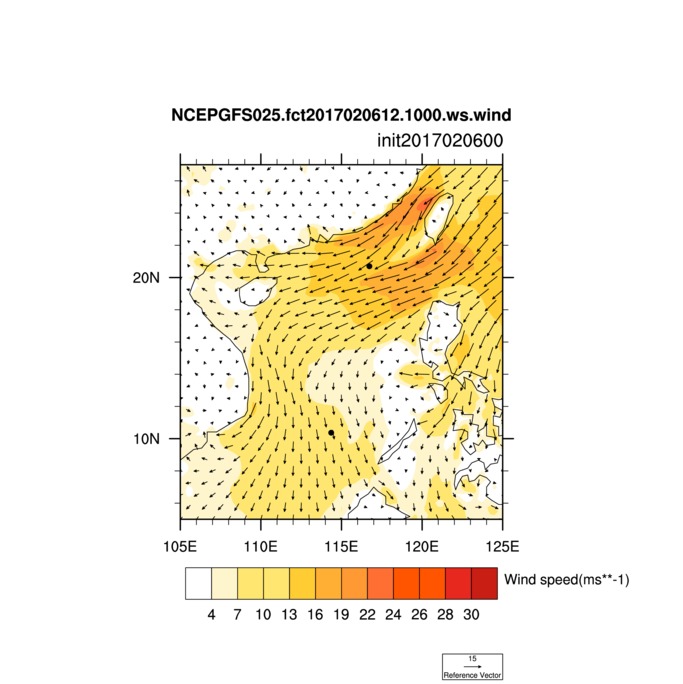 NCEPGFS025.fct2017020612.1000.ws.wind
init2017020600
20N
10N
105E 110E 115E 120E 125E
Wind speed(ms**-1)
4 7 10 13 16 19 22 24 26 28 30
15
Reference Vector